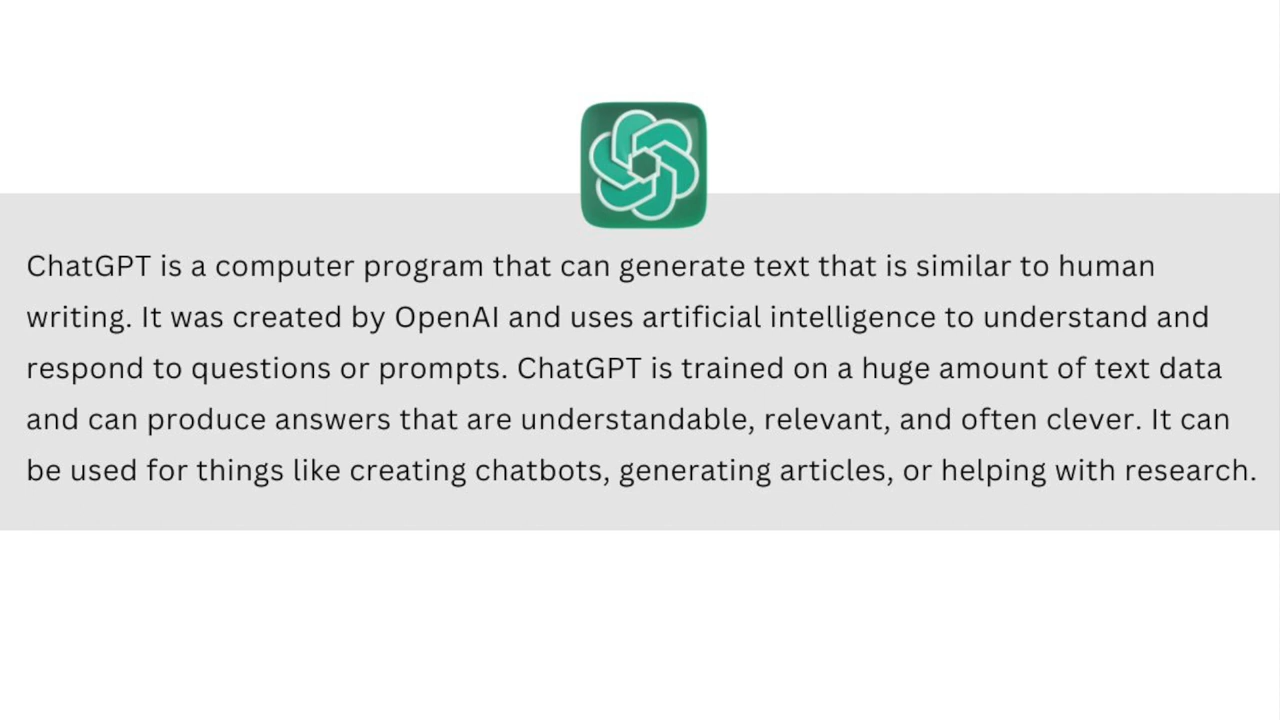 ChatGPT is a computer program that can generate text that is similar to human
writing. It was created by OpenAI and uses artificial intelligence to understand and
respond to questions or prompts. ChatGPT is trained on a huge amount of text data
and can produce answers that are understandable, relevant, and often clever. It can
be used for things like creating chatbots, generating articles, or helping with research.